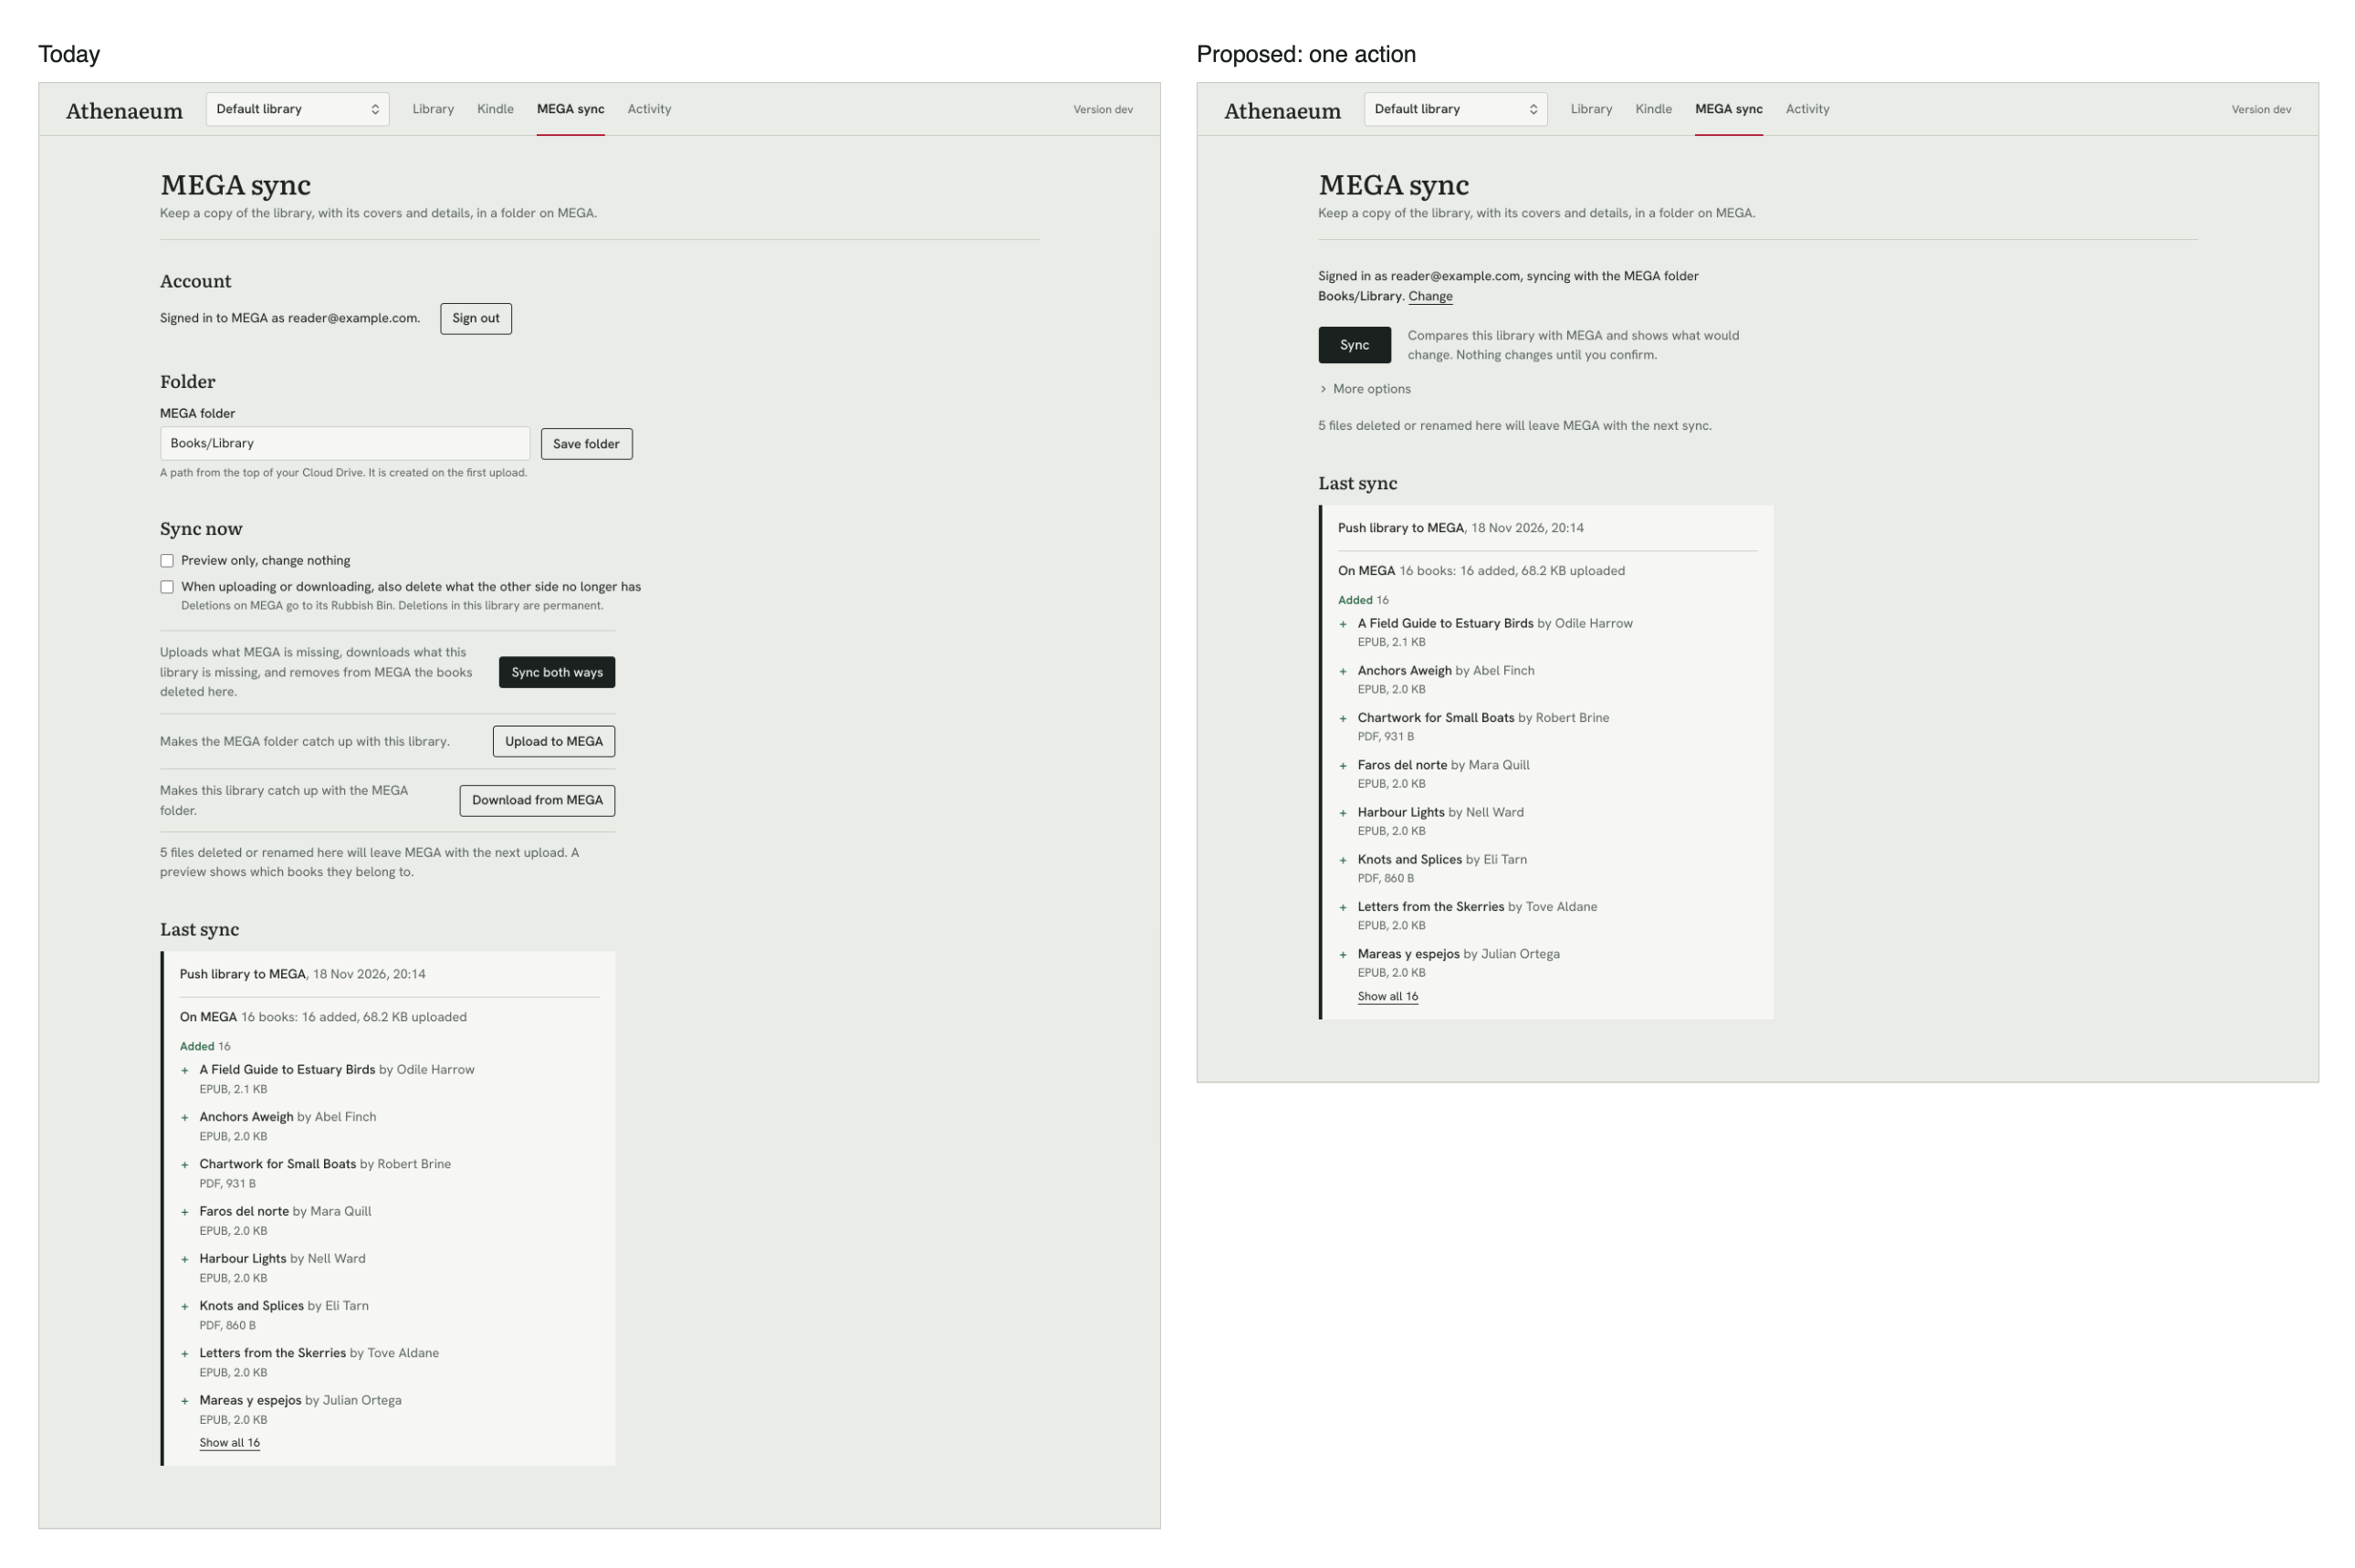 Today
Athenaeum
Default library
Library
Kindle
MEGA sync
Activity
Version dev
MEGA sync
Keep a copy of the library, with its covers and details, in a folder on MEGA.
Account
Signed in to MEGA as reader@example.com.
Sign out
Folder
MEGA folder
Books/Library
Save folder
A path from the top of your Cloud Drive. It is created on the first upload.
Sync now
Preview only, change nothing
When uploading or downloading, also delete what the other side no longer has
Deletions on MEGA go to its Rubbish Bin. Deletions in this library are permanent.
Uploads what MEGA is missing, downloads what this
library is missing, and removes from MEGA the books
deleted here.
Sync both ways
Makes the MEGA folder catch up with this library.
Upload to MEGA
Makes this library catch up with the MEGA
folder.
Download from MEGA
5 files deleted or renamed here will leave MEGA with the next upload. A
preview shows which books they belong to.
Last sync
Push library to MEGA, 18 Nov 2026, 20:14
On MEGA 16 books: 16 added, 68.2 KB uploaded
Added 16
+ A Field Guide to Estuary Birds by Odile Harrow
EPUB, 2.1 KB
+ Anchors Aweigh by Abel Finch
EPUB, 2.0 KB
+ Chartwork for Small Boats by Robert Brine
PDF, 931 B
+ Faros del norte by Mara Quill
EPUB, 2.0 KB
+ Harbour Lights by Nell Ward
EPUB, 2.0 KB
+ Knots and Splices by Eli Tarn
PDF, 860 B
+ Letters from the Skerries by Tove Aldane
EPUB, 2.0 KB
+ Mareas y espejos by Julian Ortega
EPUB, 2.0 KB
Show all 16
Proposed: one action
Athenaeum
Default library
Library
Kindle
MEGA sync
Activity
Version dev
MEGA sync
Keep a copy of the library, with its covers and details, in a folder on MEGA.
Signed in as reader@example.com, syncing with the MEGA folder
Books/Library. Change
Sync
Compares this library with MEGA and shows what would
change. Nothing changes until you confirm.
More options
5 files deleted or renamed here will leave MEGA with the next sync.
Last sync
Push library to MEGA, 18 Nov 2026, 20:14
On MEGA 16 books: 16 added, 68.2 KB uploaded
Added 16
+ A Field Guide to Estuary Birds by Odile Harrow
EPUB, 2.1 KB
+ Anchors Aweigh by Abel Finch
EPUB, 2.0 KB
+ Chartwork for Small Boats by Robert Brine
PDF, 931 B
+ Faros del norte by Mara Quill
EPUB, 2.0 KB
+ Harbour Lights by Nell Ward
EPUB, 2.0 KB
+ Knots and Splices by Eli Tarn
PDF, 860 B
+ Letters from the Skerries by Tove Aldane
EPUB, 2.0 KB
+ Mareas y espejos by Julian Ortega
EPUB, 2.0 KB
Show all 16